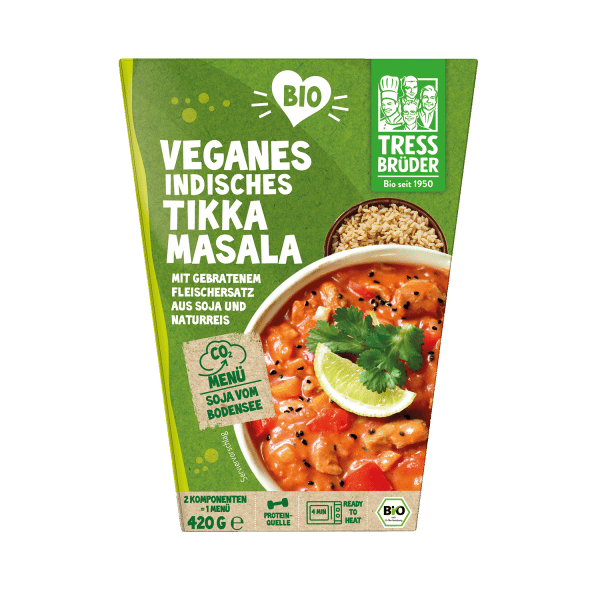 BIO
TRESS
BRÜDER
Bio seit 1950
VEGANES
INDISCHES
TIKKA
MASALA
MIT GEBRATENEM
FLEISCHERSATZ
AUS SOJA UND
NATURREIS
CO2
MENÜ
SOJA VOM
BODENSEE
Serviervorschlag
2 KOMPONENTEN
= 1 MENÜ
420 G e
PROTEIN-
QUELLE
4 MIN
READY
TO
HEAT
BIO